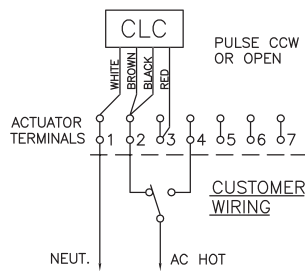 CLC
PULSE CCW
OR OPEN
WHITE
BROWN
BLACK
RED
ACTUATOR
TERMINALS
1 2 3 4 5 6 7
CUSTOMER
WIRING
NEUT.
AC HOT